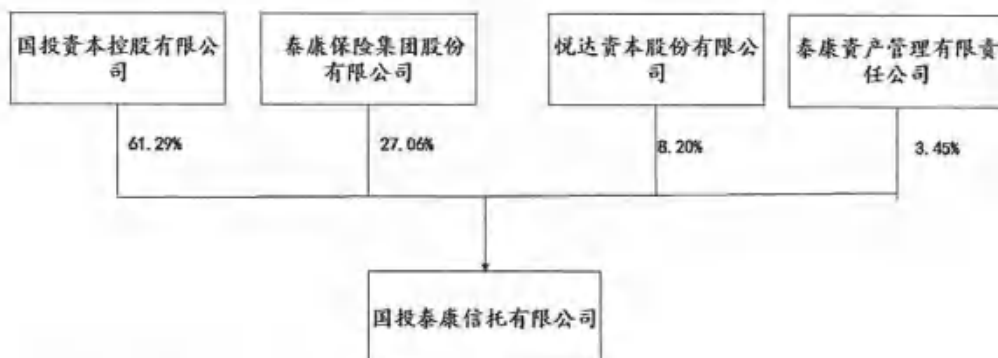 国投资本控股有限公
司
泰康保险集团股份
有限公司
悦达资本股份有限公
司
泰康资产管理有限责
任公司
61.29%
27.06%
8.20%
3.45%
国投泰康信托有限公司